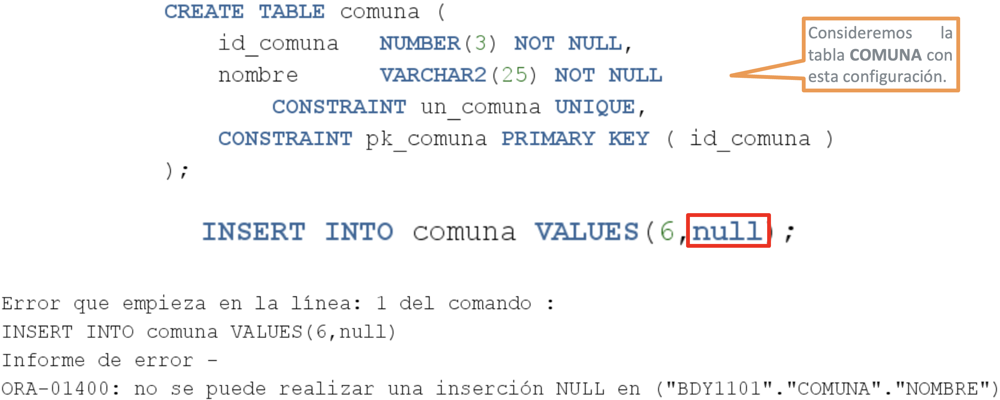 CREATE TABLE comuna (
id_comuna NUMBER(3) NOT NULL,
nombre VARCHAR2(25) NOT NULL
CONSTRAINT un_comuna UNIQUE,
CONSTRAINT pk_comuna PRIMARY KEY ( id_comuna )
);
Consideremos la
tabla COMUNA con
esta configuración.
INSERT INTO comuna VALUES(6,null);
Error que empieza en la línea: 1 del comando :
INSERT INTO comuna VALUES(6,null)
Informe de error -
ORA-01400: no se puede realizar una inserción NULL en ("BDY1101"."COMUNA"."NOMBRE")